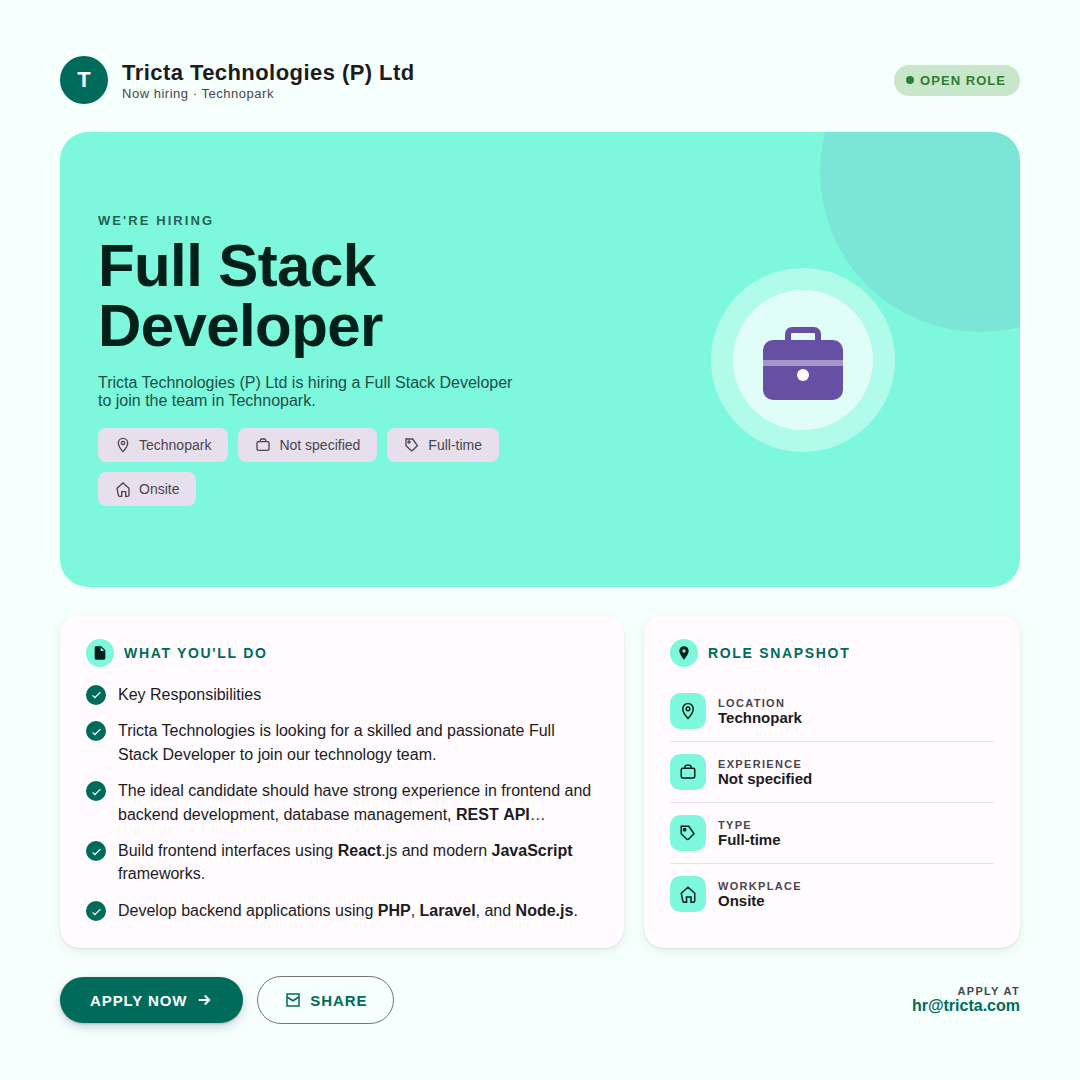 T
Tricta Technologies (P) Ltd
Now hiring · Technopark
OPEN ROLE
WE'RE HIRING
Full Stack
Developer
Tricta Technologies (P) Ltd is hiring a Full Stack Developer
to join the team in Technopark.
Technopark
Not specified
Full-time
Onsite
WHAT YOU'LL DO
Key Responsibilities
Tricta Technologies is looking for a skilled and passionate Full
Stack Developer to join our technology team.
The ideal candidate should have strong experience in frontend and
backend development, database management, REST API…
Build frontend interfaces using React.js and modern JavaScript
frameworks.
Develop backend applications using PHP, Laravel, and Node.js.
ROLE SNAPSHOT
LOCATION
Technopark
EXPERIENCE
Not specified
TYPE
Full-time
WORKPLACE
Onsite
APPLY NOW
SHARE
APPLY AT
hr@tricta.com